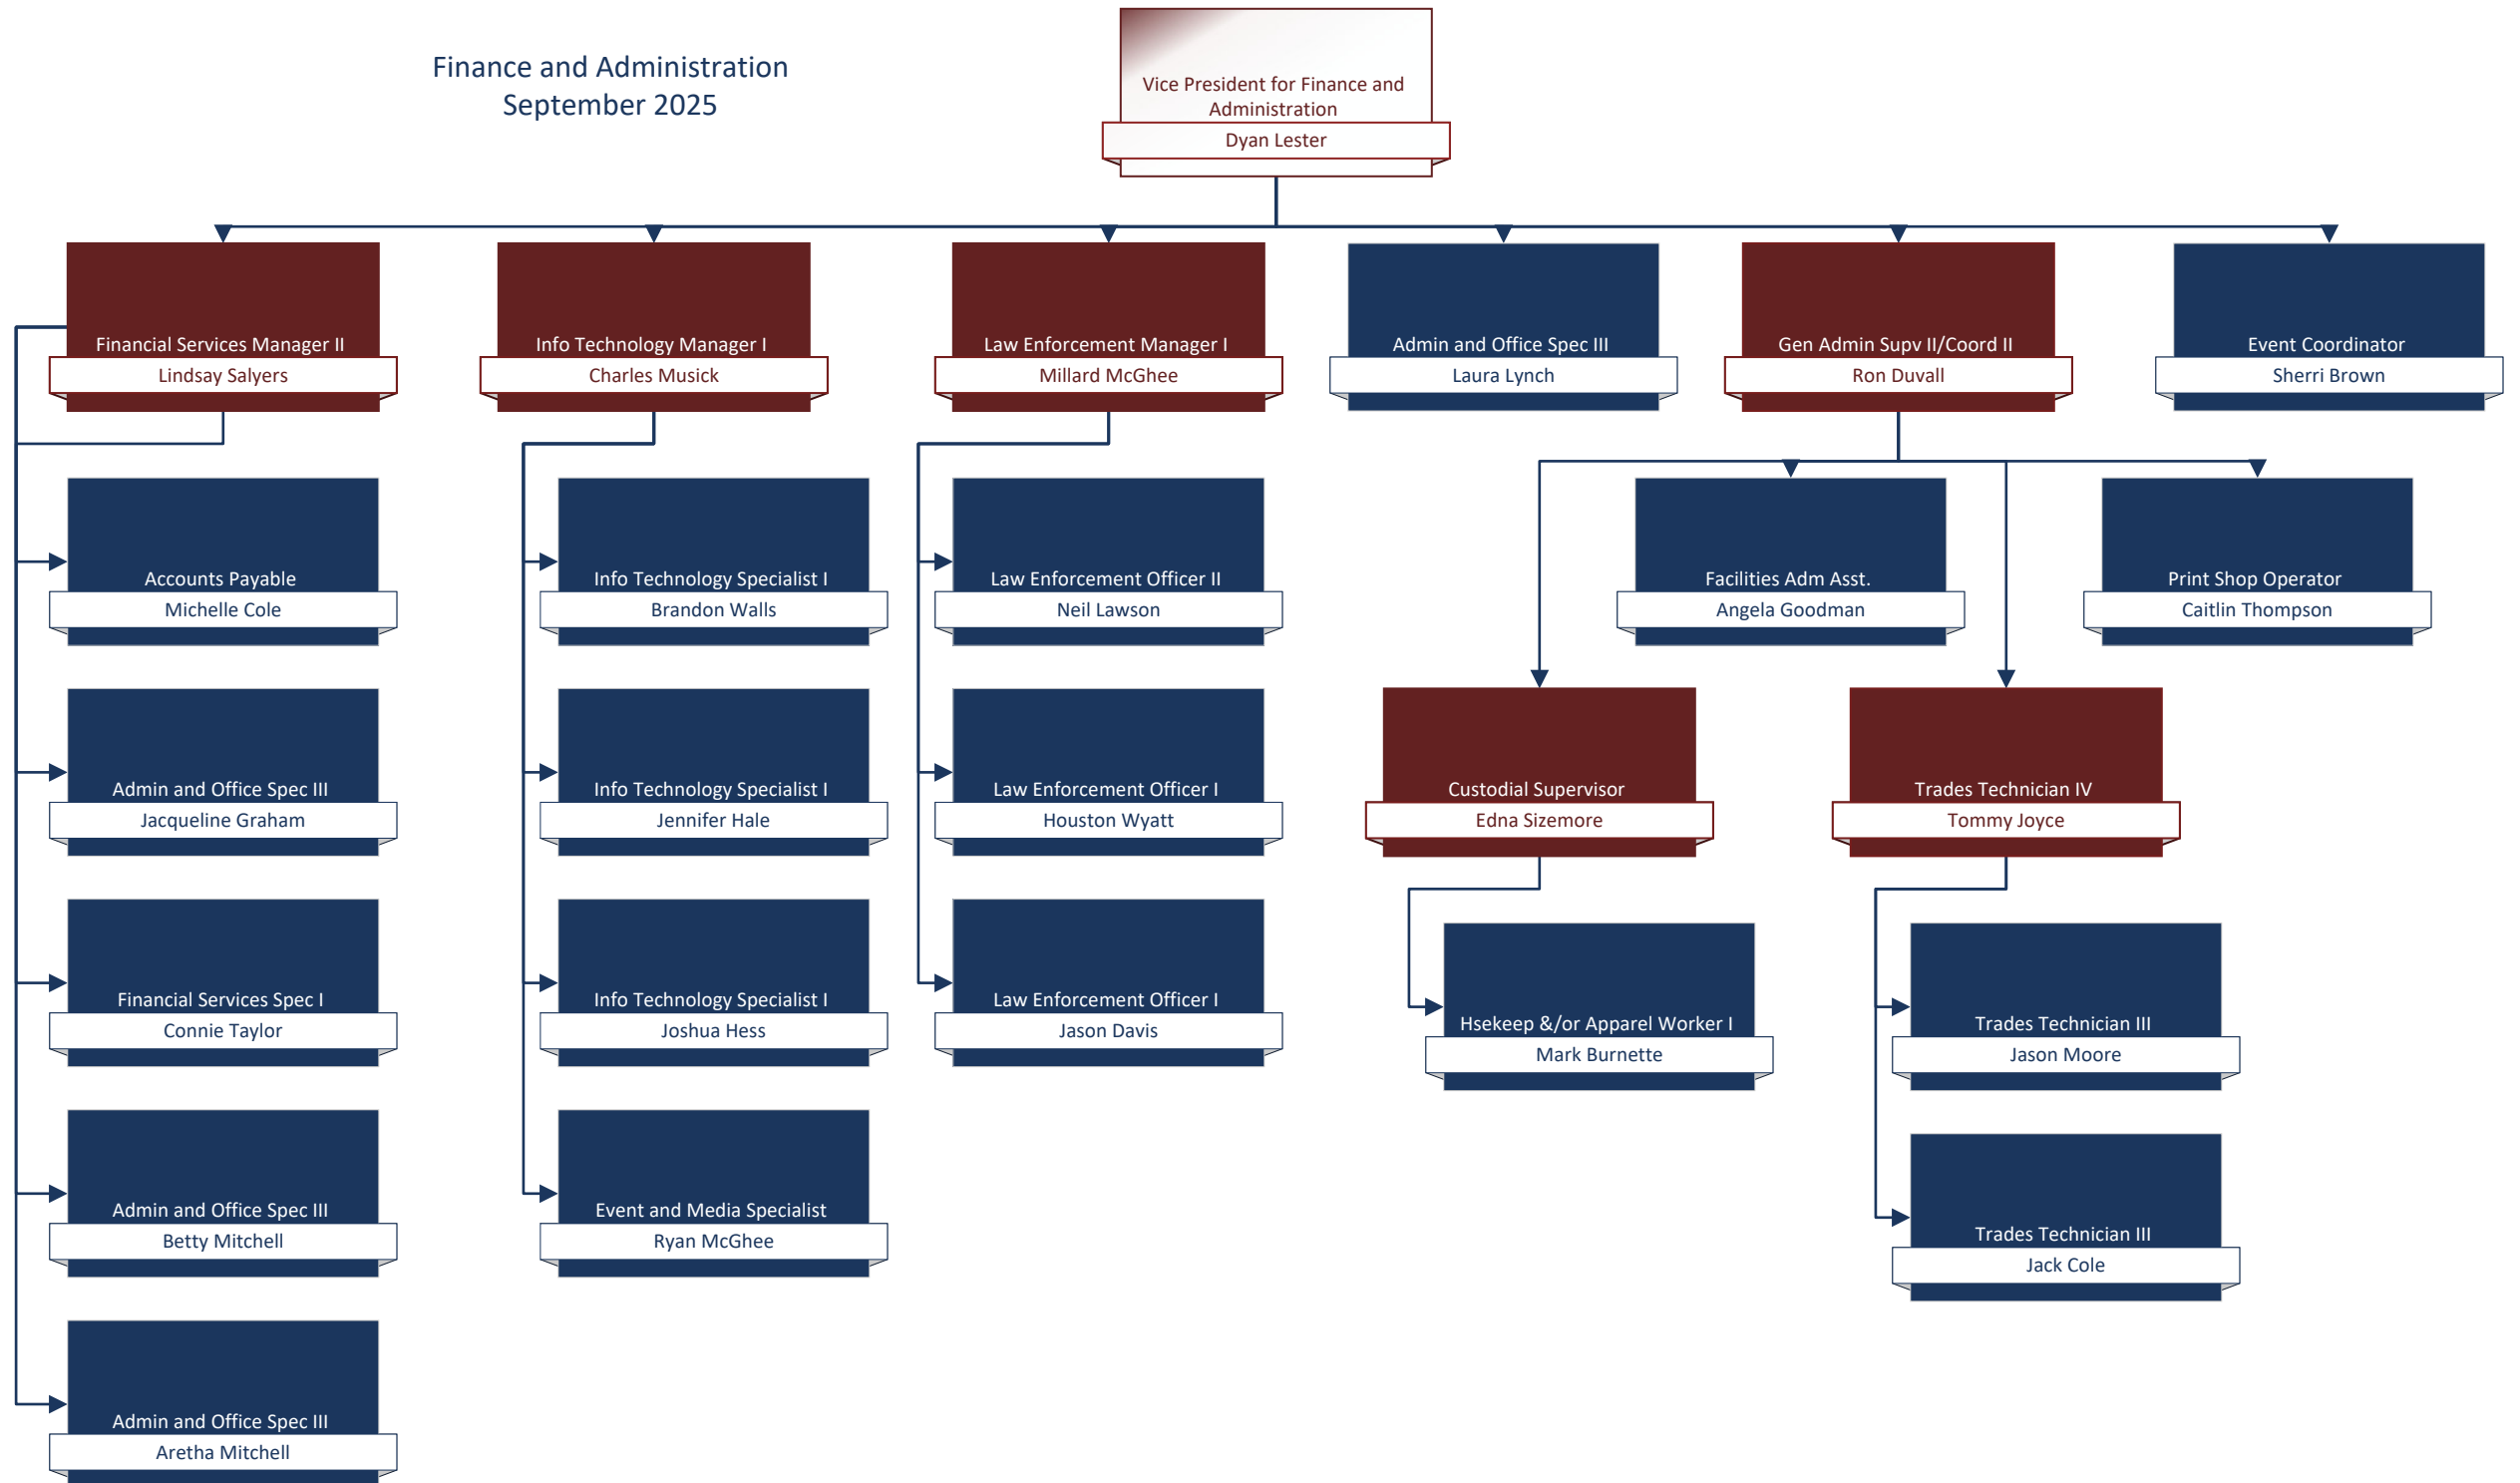 Finance and Administration
September 2025
Vice President for Finance and
Administration
Dyan Lester
Financial Services Manager II
Lindsay Salyers
Info Technology Manager I
Charles Musick
Law Enforcement Manager I
Millard McGhee
Admin and Office Spec III
Laura Lynch
Gen Admin Supv II/Coord II
Ron Duvall
Event Coordinator
Sherri Brown
Accounts Payable
Michelle Cole
Info Technology Specialist I
Brandon Walls
Law Enforcement Officer II
Neil Lawson
Facilities Adm Asst.
Angela Goodman
Print Shop Operator
Caitlin Thompson
Admin and Office Spec III
Jacqueline Graham
Info Technology Specialist I
Jennifer Hale
Law Enforcement Officer I
Houston Wyatt
Custodial Supervisor
Edna Sizemore
Trades Technician IV
Tommy Joyce
Financial Services Spec I
Connie Taylor
Info Technology Specialist I
Joshua Hess
Law Enforcement Officer I
Jason Davis
Hsekeep &/or Apparel Worker I
Mark Burnette
Trades Technician III
Jason Moore
Admin and Office Spec III
Betty Mitchell
Event and Media Specialist
Ryan McGhee
Trades Technician III
Jack Cole
Admin and Office Spec III
Aretha Mitchell